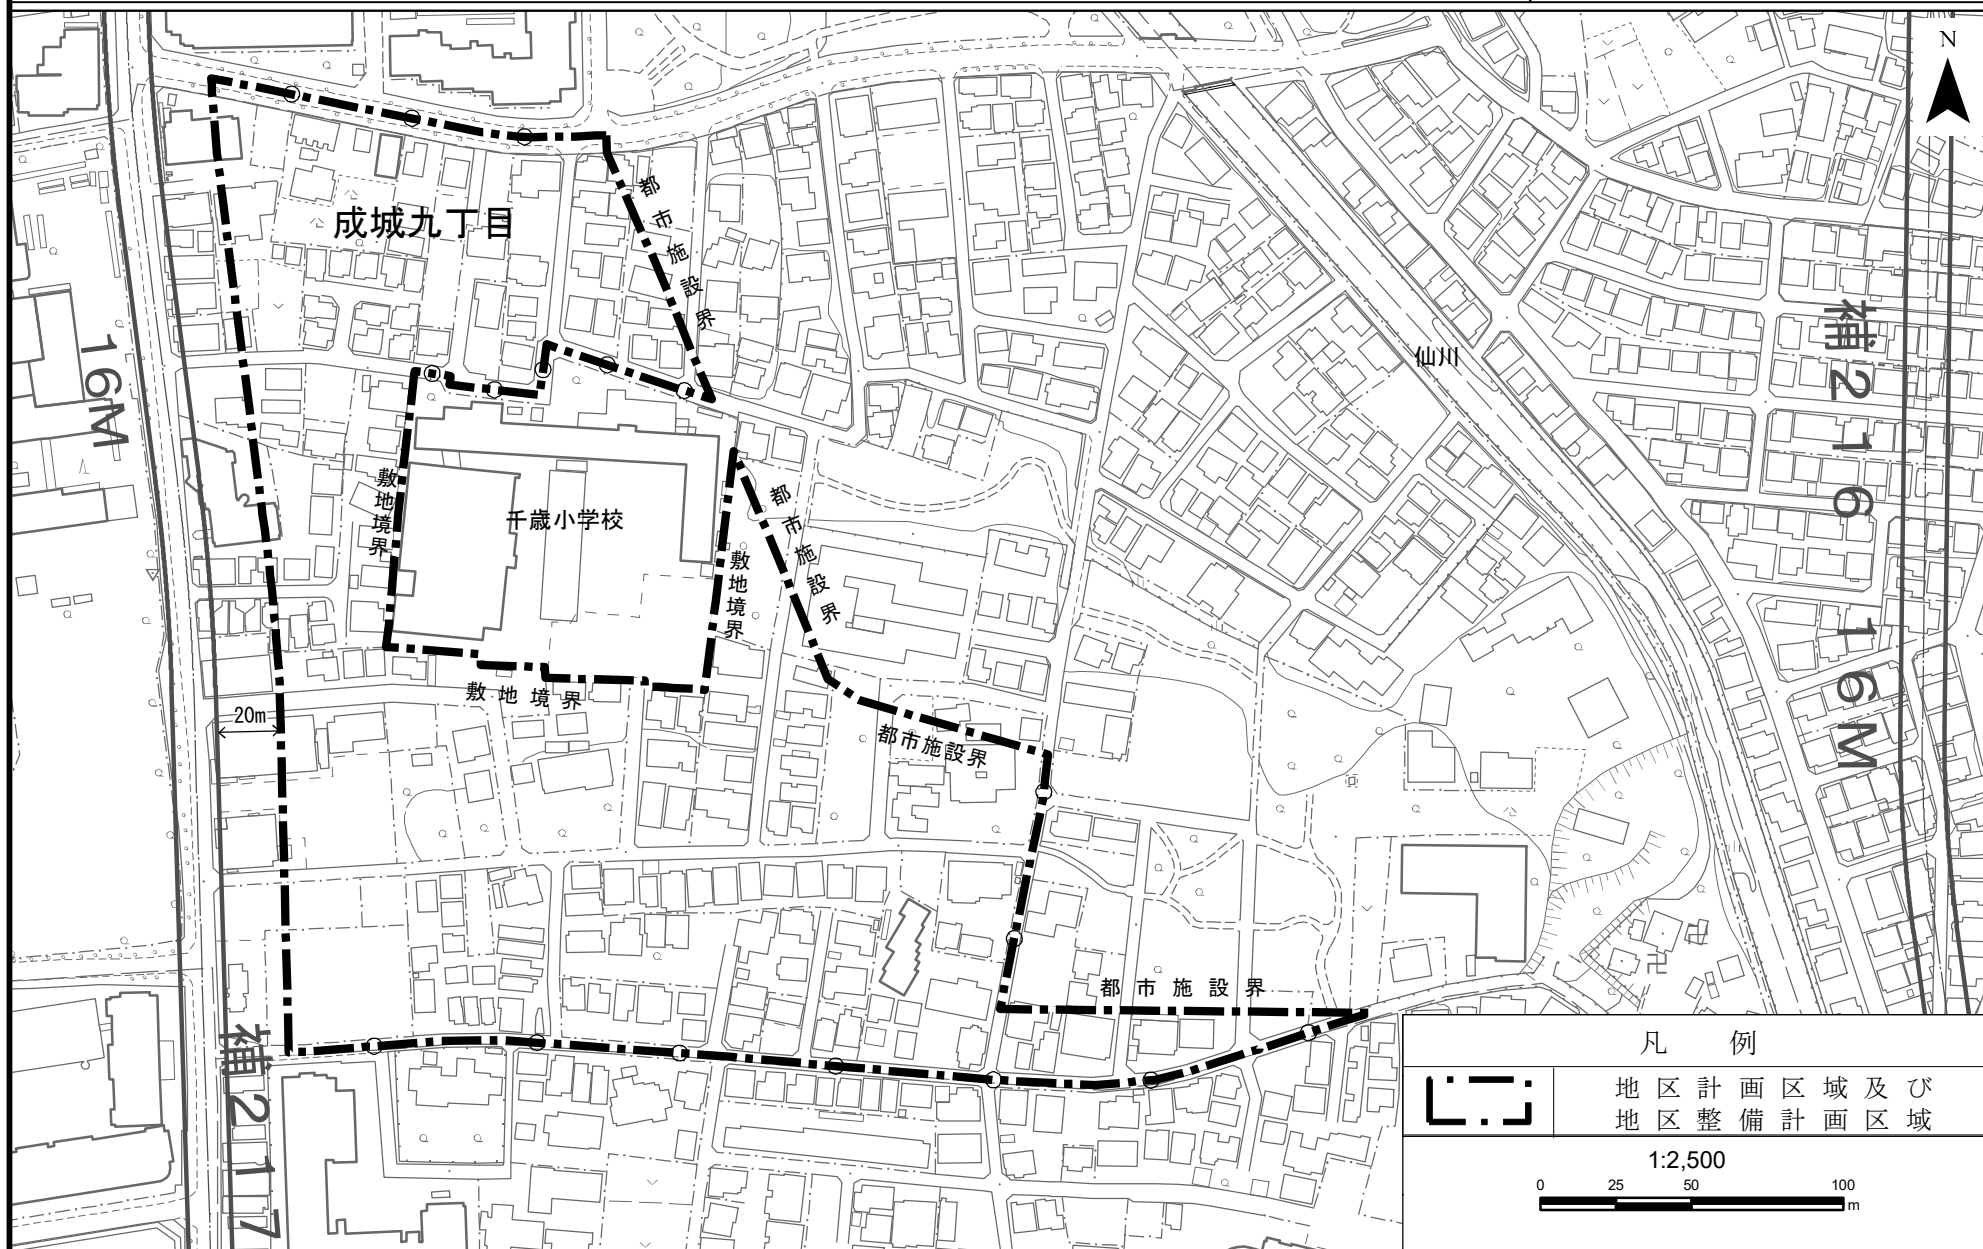 N
成城九丁目
都市施設界
16M
仙川
補216 16M
敷地境界
千歳小学校
都市施設界
敷地境界
敷地境界
20m
都市施設界
都市施設界
補217
凡例
地区計画区域及び
地区整備計画区域
1:2,500
0 25 50 100
m